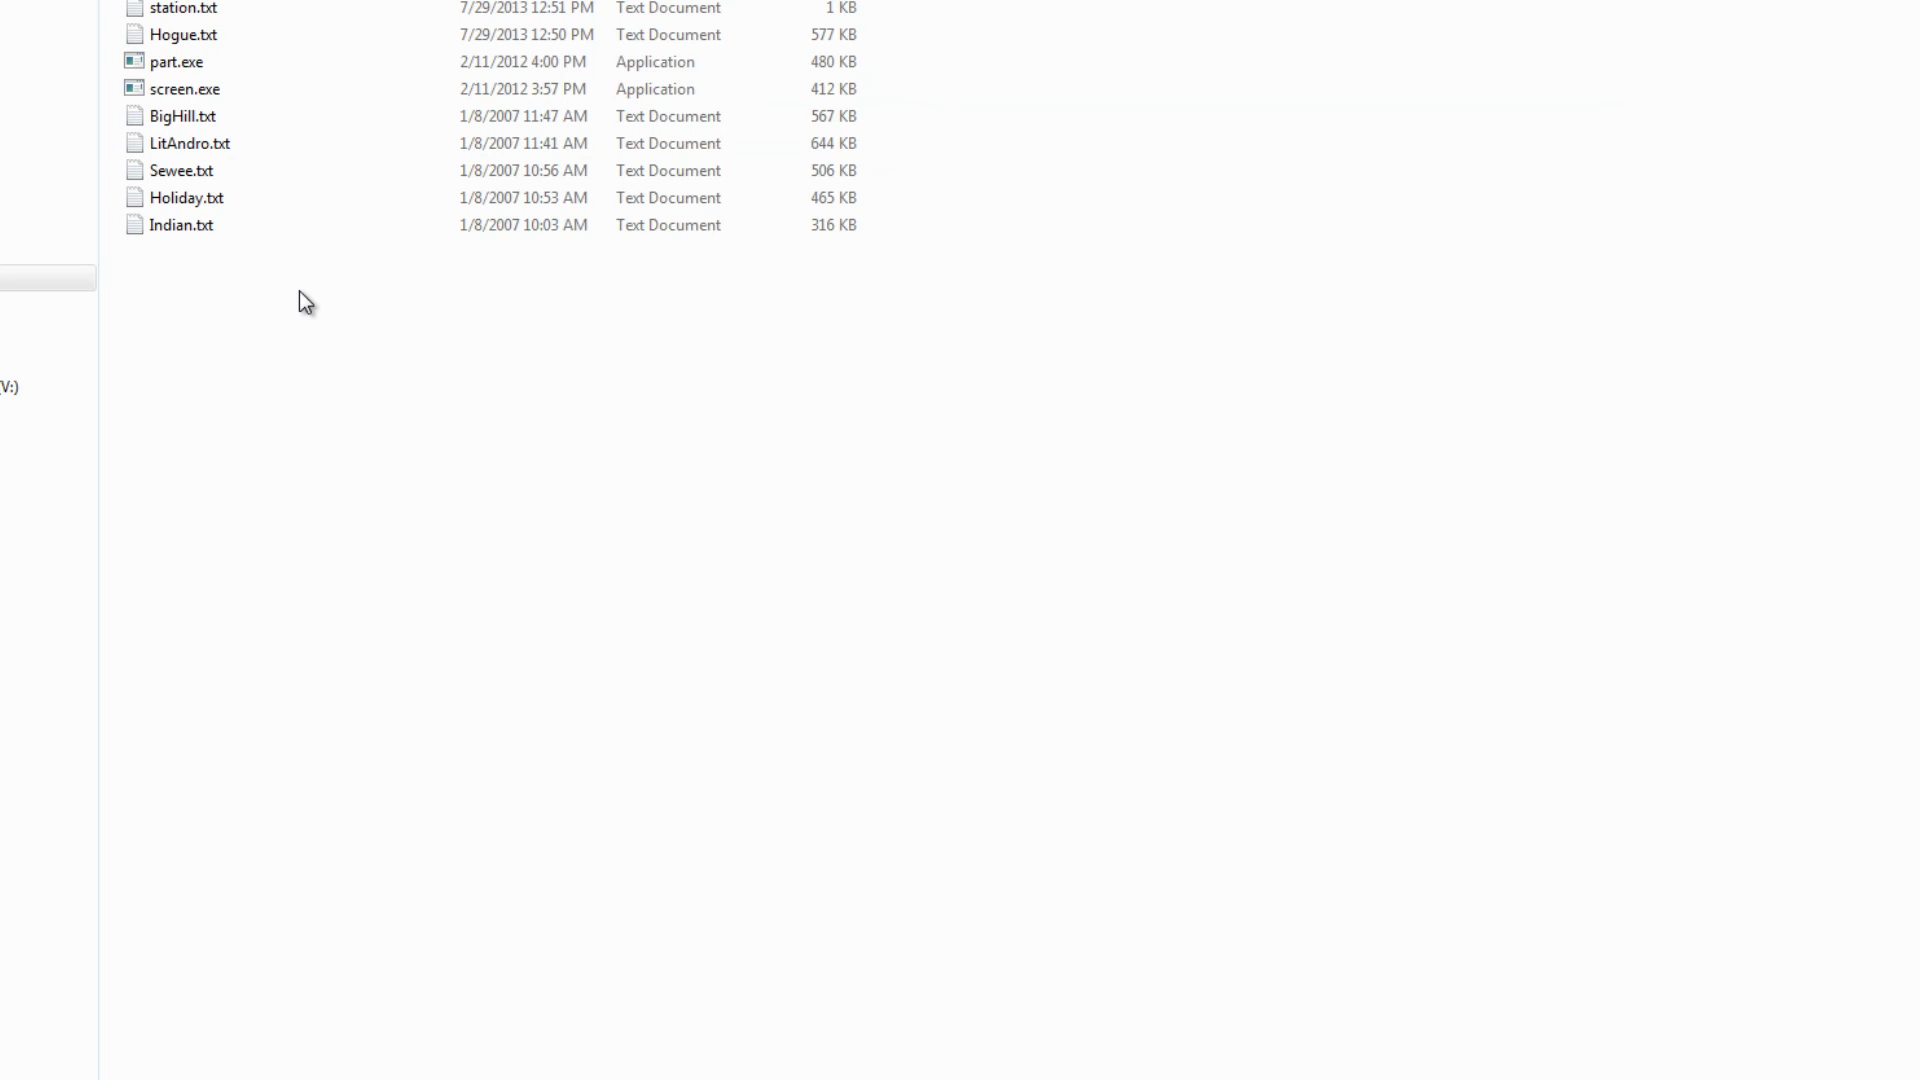 station.txt 7/29/2013 12:51 PM Text Document 1 KB
Hogue.txt 7/29/2013 12:50 PM Text Document 577 KB
part.exe 2/11/2012 4:00 PM Application 480 KB
screen.exe 2/11/2012 3:57 PM Application 412 KB
BigHill.txt 1/8/2007 11:47 AM Text Document 567 KB
LitAndro.txt 1/8/2007 11:41 AM Text Document 644 KB
Sewee.txt 1/8/2007 10:56 AM Text Document 506 KB
Holiday.txt 1/8/2007 10:53 AM Text Document 465 KB
Indian.txt 1/8/2007 10:03 AM Text Document 316 KB
(V:)